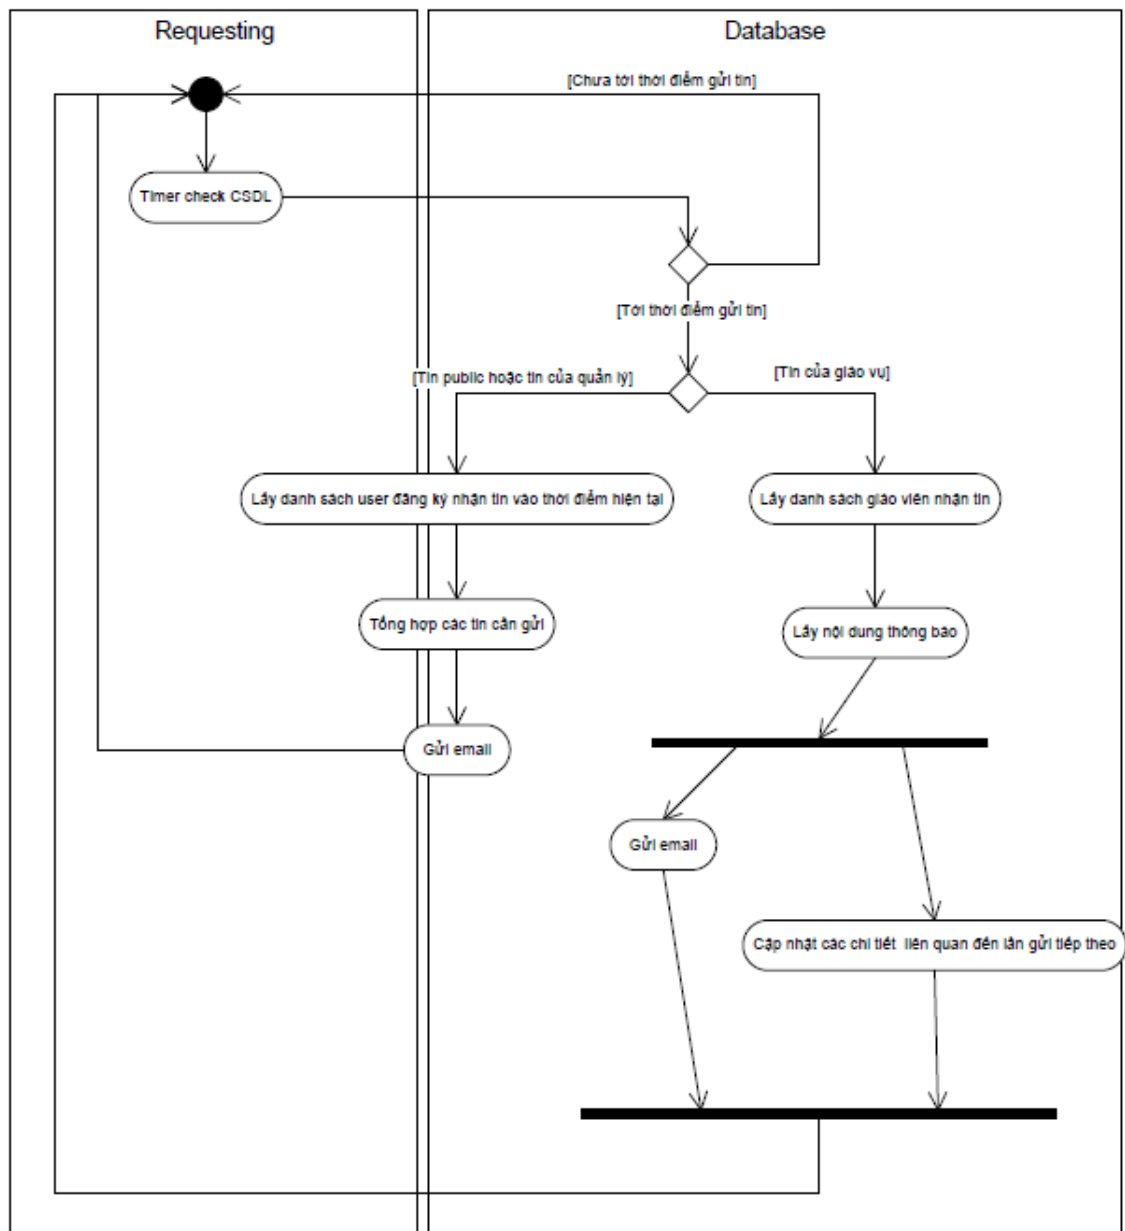 Requesting
Database
[Chưa tới thời điểm gửi tin]
Timer check CSDL
[Tới thời điểm gửi tin]
[Tin public hoặc tin của quản lý]
[Tin của giáo vụ]
Lấy danh sách user đăng ký nhận tin vào thời điểm hiện tại
Lấy danh sách giáo viên nhận tin
Tổng hợp các tin cần gửi
Lấy nội dung thông báo
Gửi email
Gửi email
Cập nhật các chi tiết liên quan đến lần gửi tiếp theo